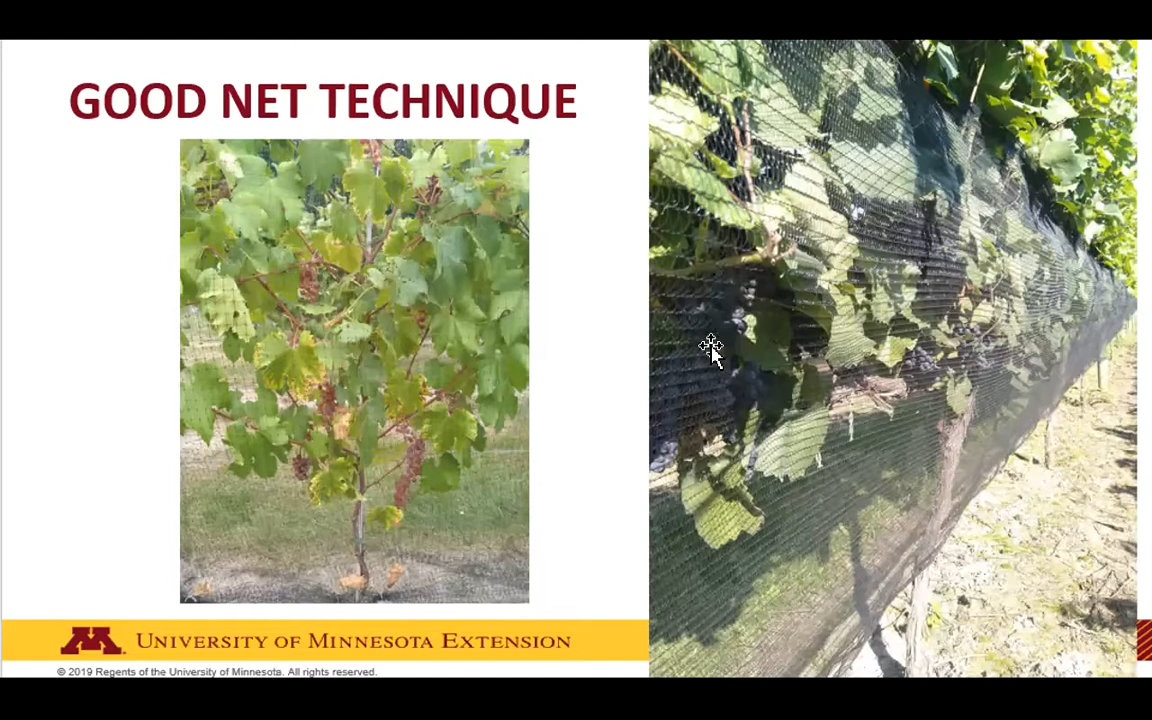 GOOD NET TECHNIQUE
UNIVERSITY OF MINNESOTA EXTENSION
© 2019 Regents of the University of Minnesota. All rights reserved.